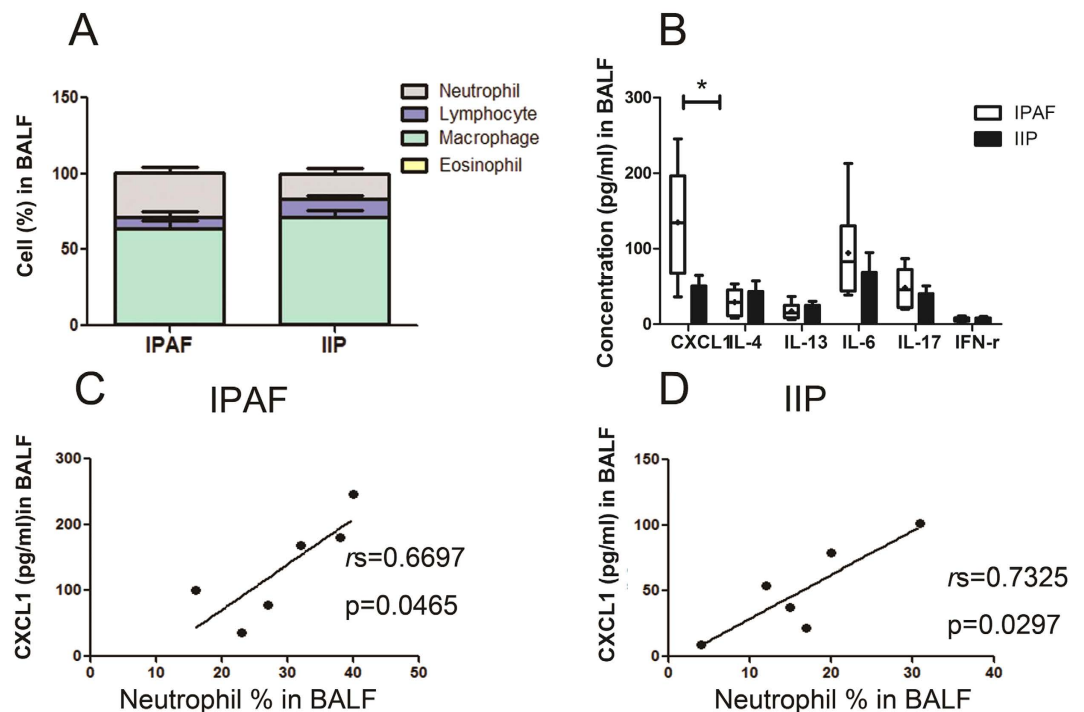 A
Cell (%) in BALF
150
100
50
0
IPAF
IIP
Neutrophil
Lymphocyte
Macrophage
Eosinophil
B
Concentration (pg/ml) in BALF
300
200
100
0
*
IPAF
IIP
CXCL1
IL-4
IL-13
IL-6
IL-17
IFN-r
C
IPAF
CXCL1 (pg/ml)in BALF
300
200
100
0
0
10
20
30
40
50
rs=0.6697
p=0.0465
Neutrophil % in BALF
D
IIP
CXCL1 (pg/ml) in BALF
150
100
50
0
0
10
20
30
40
rs=0.7325
p=0.0297
Neutrophil % in BALF